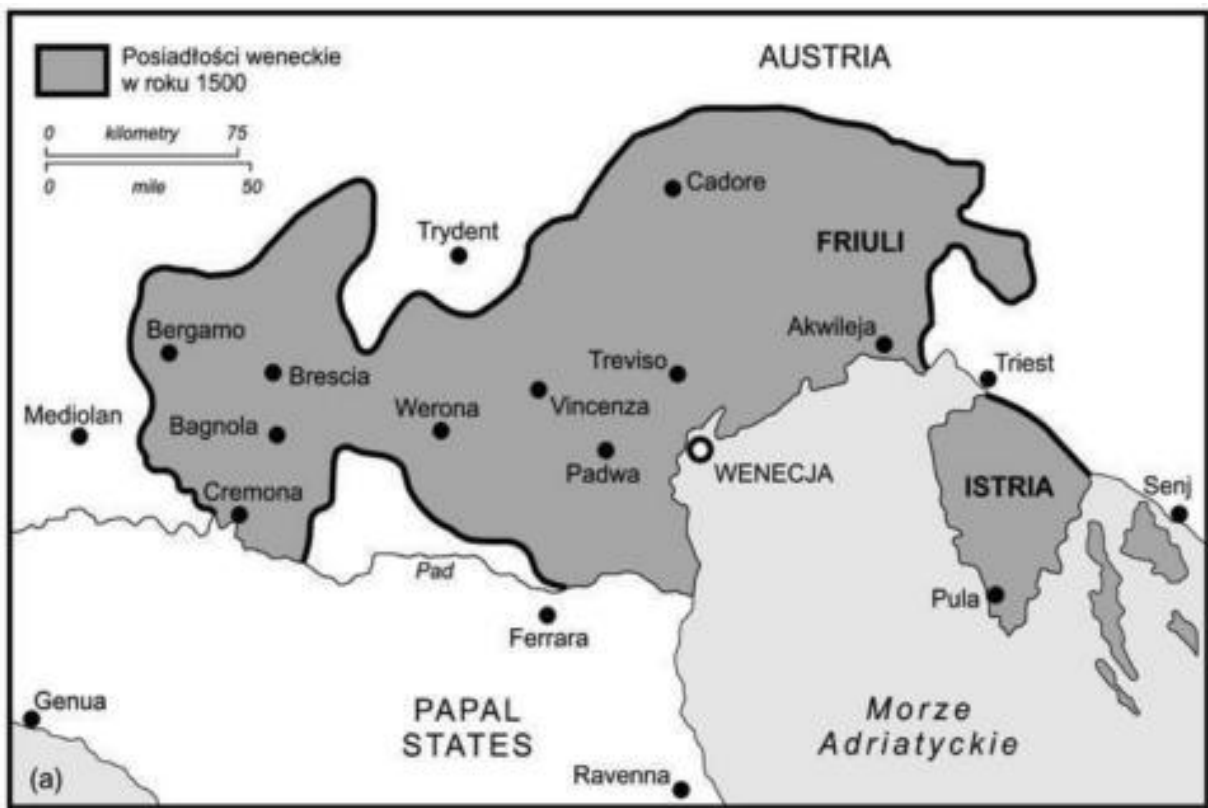 Posiadłości weneckie
w roku 1500
AUSTRIA
0 kilometry 75
0 mile 50
Cadore
Trydent
FRIULI
Bergamo
Akwileja
Brescia
Treviso
Triest
Mediolan
Werona
Vincenza
Bagnola
Padwa
WENECJA
Cremona
ISTRIA
Senj
Pad
Pula
Ferrara
Genua
PAPAL
STATES
Morze
Adriatyckie
Ravenna
(a)